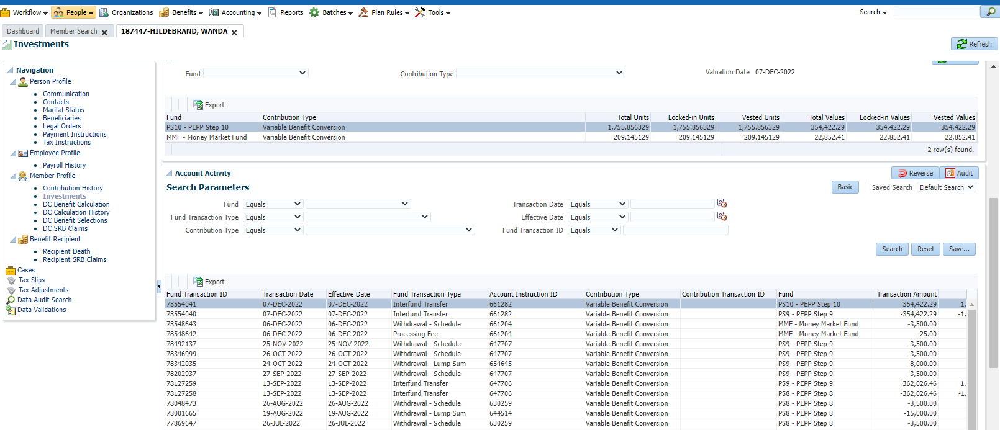 Workflow People Organizations Benefits Accounting Reports Batches Plan Rules Tools Search
Dashboard Member Search 187447-HILDEBRAND, WANDA
Investments
Refresh
Navigation
Person Profile
Communication
Contacts
Marital Status
Beneficiaries
Legal Orders
Payment Instructions
Tax Instructions
Employee Profile
Payroll History
Member Profile
Contribution History
Investments
DC Benefit Calculation
DC Calculation History
DC Benefit Selections
DC SRB Claims
Benefit Recipient
Recipient Death
Recipient SRB Claims
Cases
Tax Slips
Tax Adjustments
Data Audit Search
Data Validations
Fund Contribution Type Valuation Date 07-DEC-2022
Export
Fund Contribution Type Total Units Locked-in Units Vested Units Total Values Locked-in Values Vested Values
PS10 - PEPP Step 10 Variable Benefit Conversion 1,755.856329 1,755.856329 1,755.856329 354,422.29 354,422.29 354,422.29
MMF - Money Market Fund Variable Benefit Conversion 209.145129 209.145129 209.145129 22,852.41 22,852.41 22,852.41
2 row(s) found.
Account Activity Reverse Audit
Search Parameters Basic Saved Search Default Search
Fund Equals Transaction Date Equals
Fund Transaction Type Equals Effective Date Equals
Contribution Type Equals Fund Transaction ID Equals
Search Reset Save...
Export
Fund Transaction ID Transaction Date Effective Date Fund Transaction Type Account Instruction ID Contribution Type Contribution Transaction ID Fund Transaction Amount
78554041 07-DEC-2022 07-DEC-2022 Interfund Transfer 661282 Variable Benefit Conversion PS10 - PEPP Step 10 354,422.29 1,
78554040 07-DEC-2022 07-DEC-2022 Interfund Transfer 661282 Variable Benefit Conversion PS9 - PEPP Step 9 -354,422.29 -1,
78548643 06-DEC-2022 06-DEC-2022 Withdrawal - Schedule 661204 Variable Benefit Conversion MMF - Money Market Fund -3,500.00
78548642 06-DEC-2022 06-DEC-2022 Processing Fee 661204 Variable Benefit Conversion MMF - Money Market Fund -25.00
78492137 25-NOV-2022 25-NOV-2022 Withdrawal - Schedule 647707 Variable Benefit Conversion PS9 - PEPP Step 9 -3,500.00
78346999 26-OCT-2022 26-OCT-2022 Withdrawal - Schedule 647707 Variable Benefit Conversion PS9 - PEPP Step 9 -3,500.00
78342035 24-OCT-2022 24-OCT-2022 Withdrawal - Lump Sum 654645 Variable Benefit Conversion PS9 - PEPP Step 9 -8,000.00
78202937 27-SEP-2022 27-SEP-2022 Withdrawal - Schedule 647707 Variable Benefit Conversion PS9 - PEPP Step 9 -3,500.00
78127259 13-SEP-2022 13-SEP-2022 Interfund Transfer 647706 Variable Benefit Conversion PS9 - PEPP Step 9 362,026.46 1,
78127258 13-SEP-2022 13-SEP-2022 Interfund Transfer 647706 Variable Benefit Conversion PS8 - PEPP Step 8 -362,026.46 -1,
78048473 26-AUG-2022 26-AUG-2022 Withdrawal - Schedule 630259 Variable Benefit Conversion PS8 - PEPP Step 8 -3,500.00
78001665 19-AUG-2022 19-AUG-2022 Withdrawal - Lump Sum 644514 Variable Benefit Conversion PS8 - PEPP Step 8 -15,000.00
77869647 26-JUL-2022 26-JUL-2022 Withdrawal - Schedule 630259 Variable Benefit Conversion PS8 - PEPP Step 8 -3,500.00